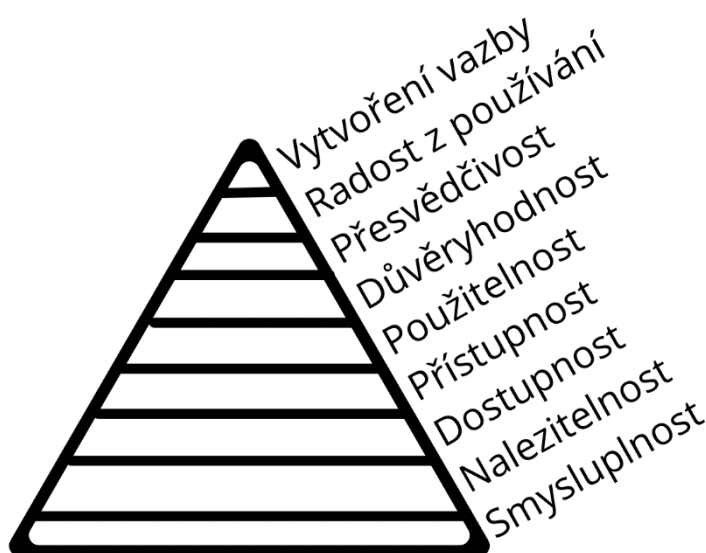 Vytvoření vazby
Radost z používání
Přesvědčivost
Důvěryhodnost
Použitelnost
Přístupnost
Dostupnost
Nalezitelnost
Smysluplnost